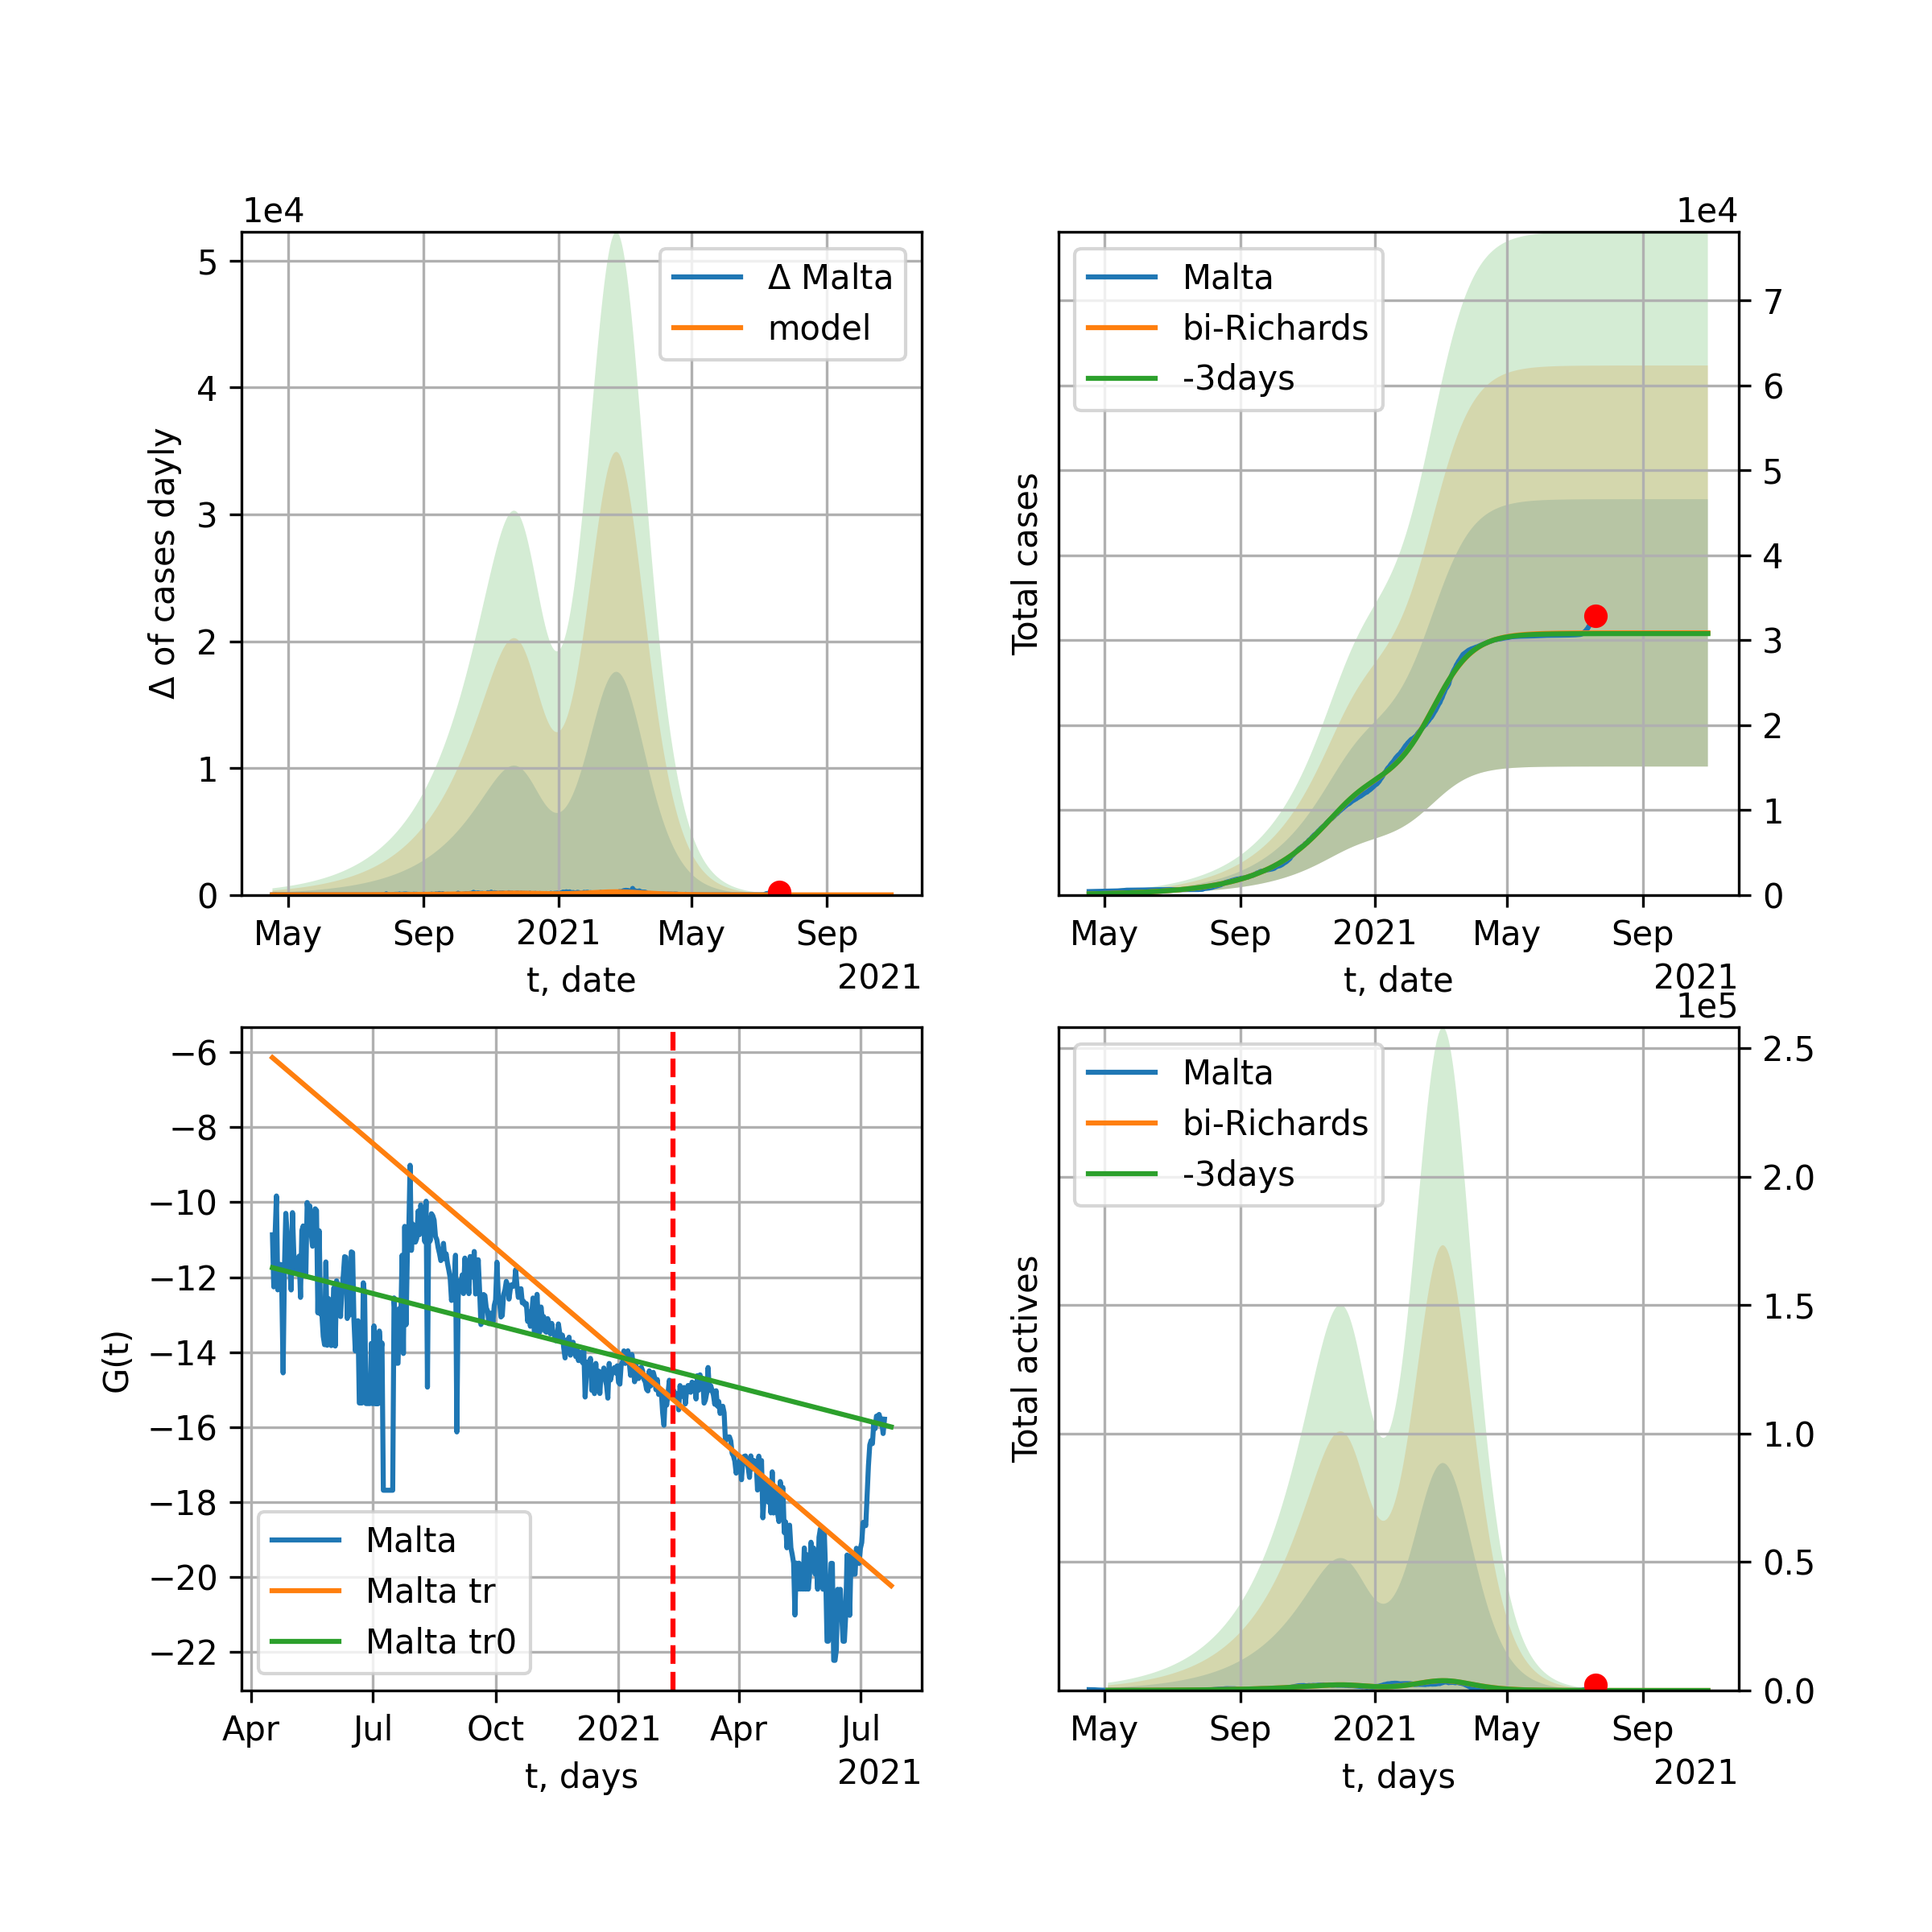 1e4
5
4
3
2
1
0
Δ of cases dayly
Δ Malta
model
May
Sep
2021
May
Sep
t, date
2021
1e4
Malta
bi-Richards
-3days
Total cases
7
6
5
4
3
2
1
0
May
Sep
2021
May
Sep
t, date
2021
−6
−8
−10
−12
−14
−16
−18
−20
−22
G(t)
Malta
Malta tr
Malta tr0
Apr
Jul
Oct
2021
Apr
Jul
t, days
2021
1e5
Malta
bi-Richards
-3days
Total actives
2.5
2.0
1.5
1.0
0.5
0.0
May
Sep
2021
May
Sep
t, days
2021